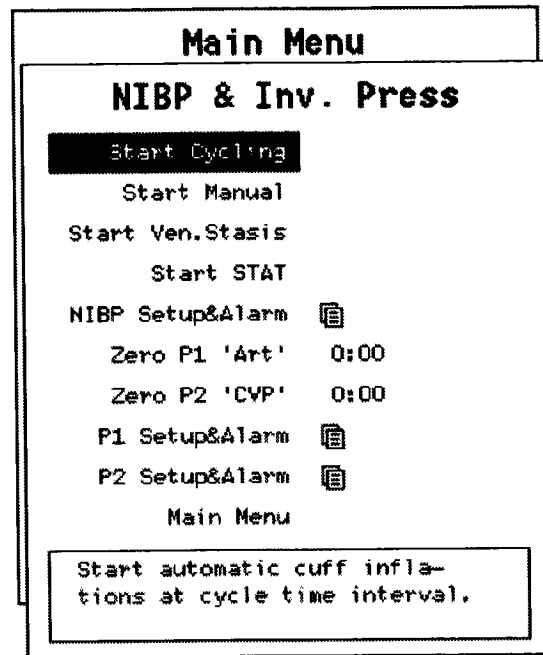 Main Menu
NIBP & Inv. Press
Start Cycling
Start Manual
Start Ven.Stasis
Start STAT
NIBP Setup&Alarm
Zero P1 'Art' 0:00
Zero P2 'CVP' 0:00
P1 Setup&Alarm
P2 Setup&Alarm
Main Menu
Start automatic cuff infla-
tions at cycle time interval.